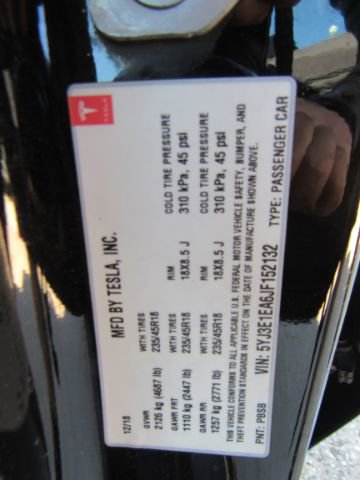 TESLA
MFD BY TESLA, INC.
12/18
GVWR WITH TIRES RIM COLD TIRE PRESSURE
2126 kg (4687 lb) 235/45R18 18X8.5 J 310 kPa, 45 psi
GAWR FRT WITH TIRES RIM COLD TIRE PRESSURE
1110 kg (2447 lb) 235/45R18 18X8.5 J 310 kPa, 45 psi
GAWR RR WITH TIRES
1257 kg (2771 lb) 235/45R18
THIS VEHICLE CONFORMS TO ALL APPLICABLE U.S. FEDERAL MOTOR VEHICLE SAFETY, BUMPER, AND
THEFT PREVENTION STANDARDS IN EFFECT ON THE DATE OF MANUFACTURE SHOWN ABOVE.
PNT: PBSB VIN: 5YJ3E1EA6JF152132 TYPE: PASSENGER CAR